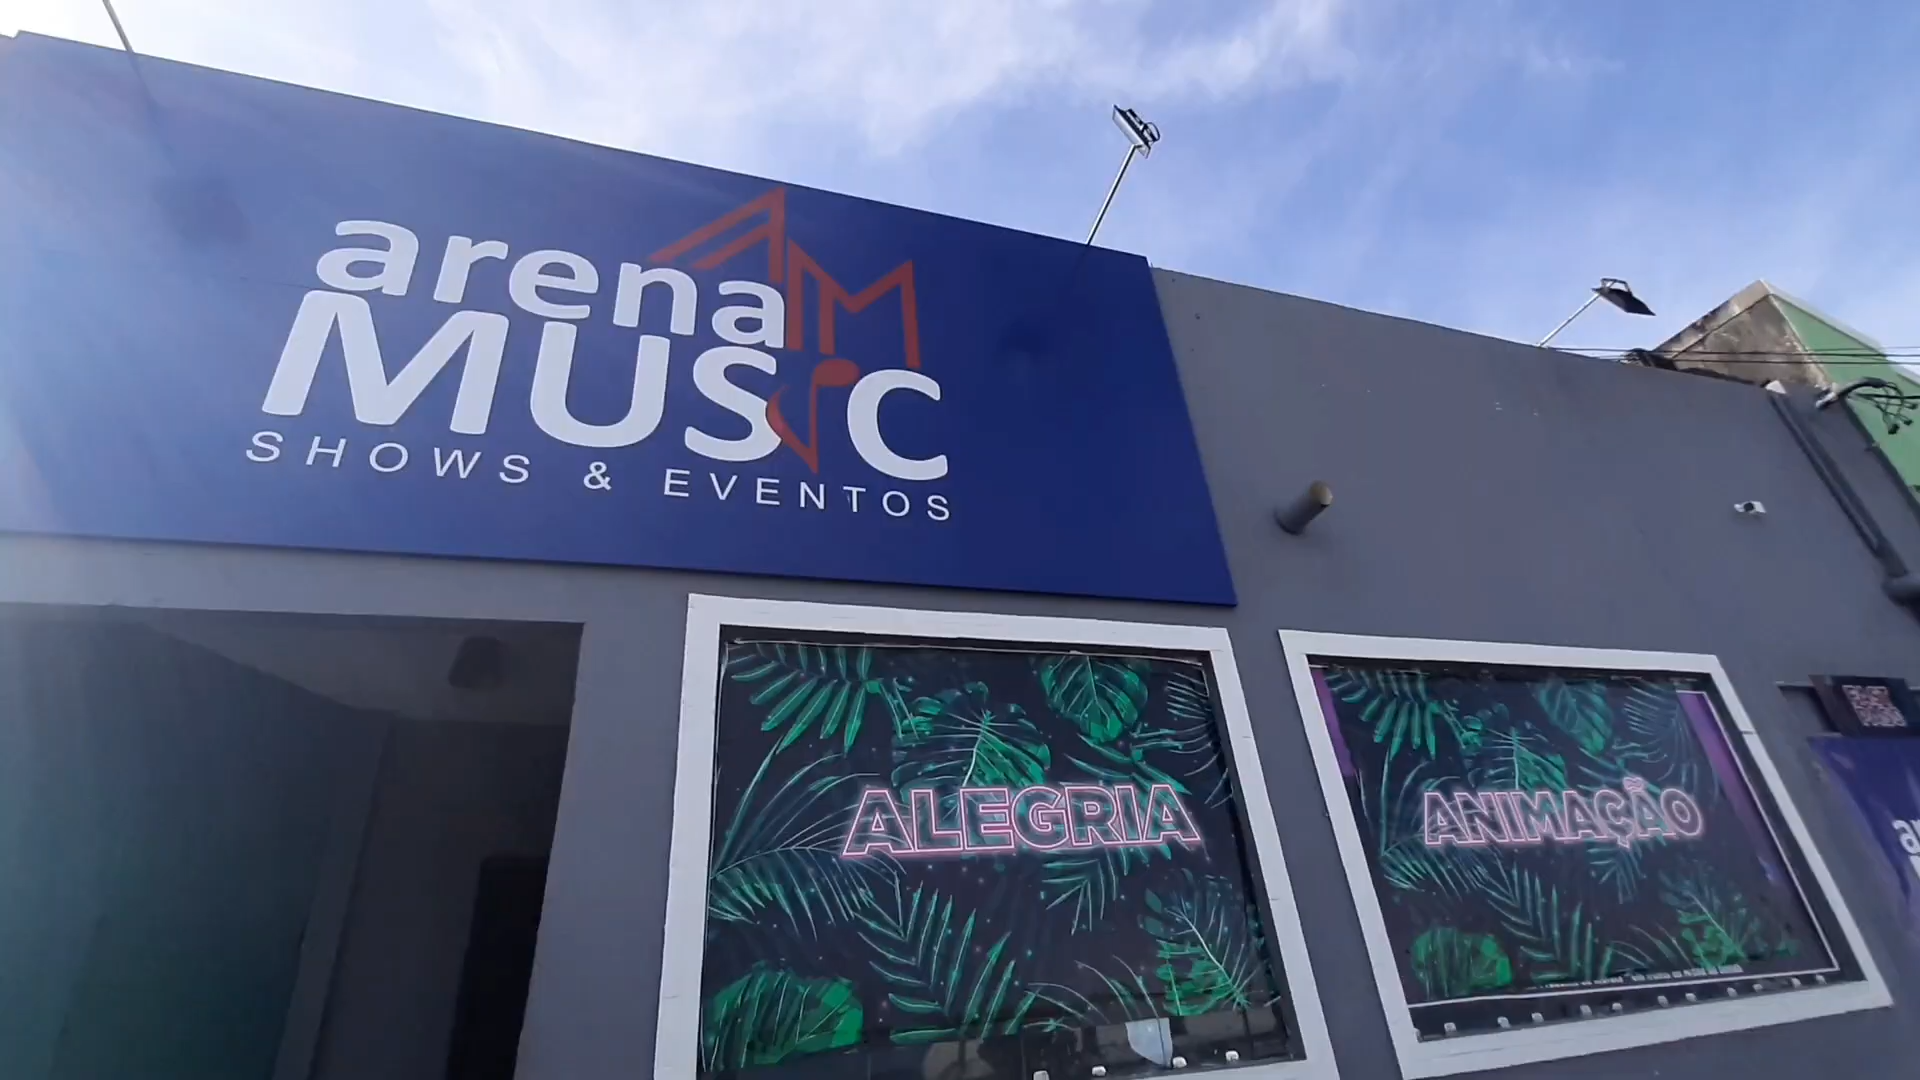 arena
MUSIC
SHOWS & EVENTOS
ALEGRIA
ANIMAÇÃO